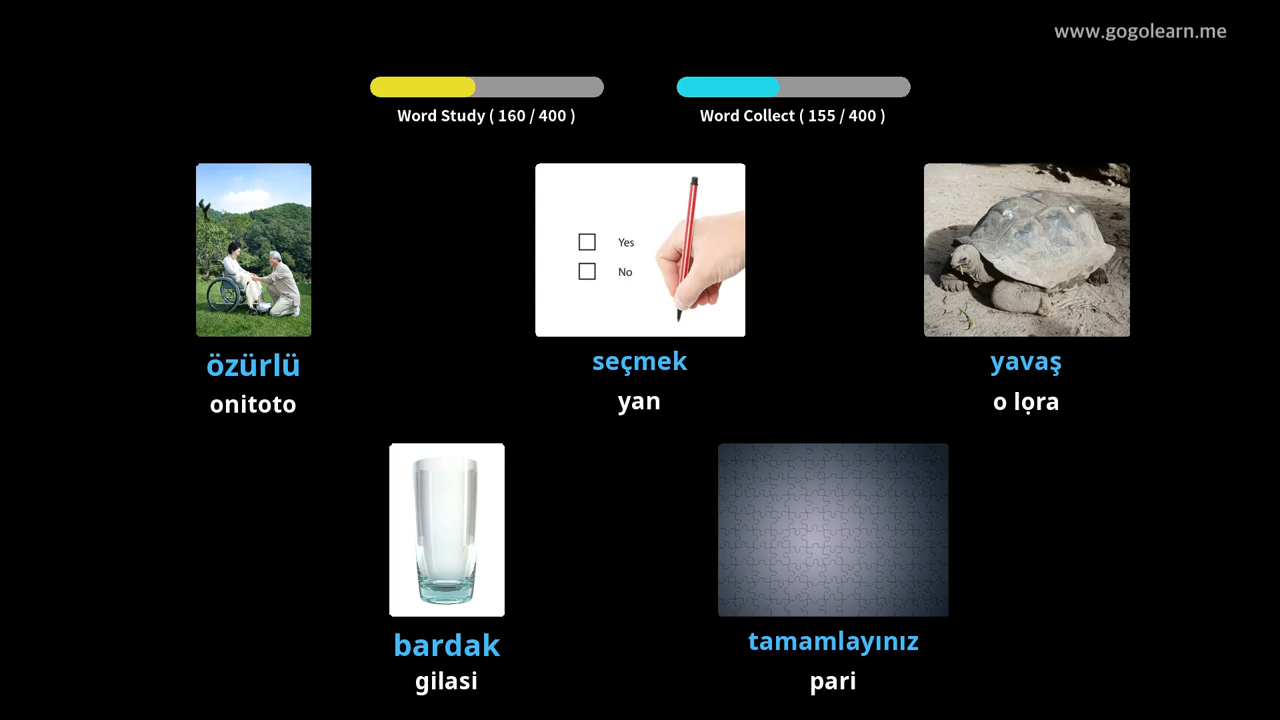 www.gogolearn.me
Word Study ( 160 / 400 )
Word Collect ( 155 / 400 )
Yes
No
özürlü
onitoto
seçmek
yan
yavaş
o lọra
bardak
gilasi
tamamlayınız
pari